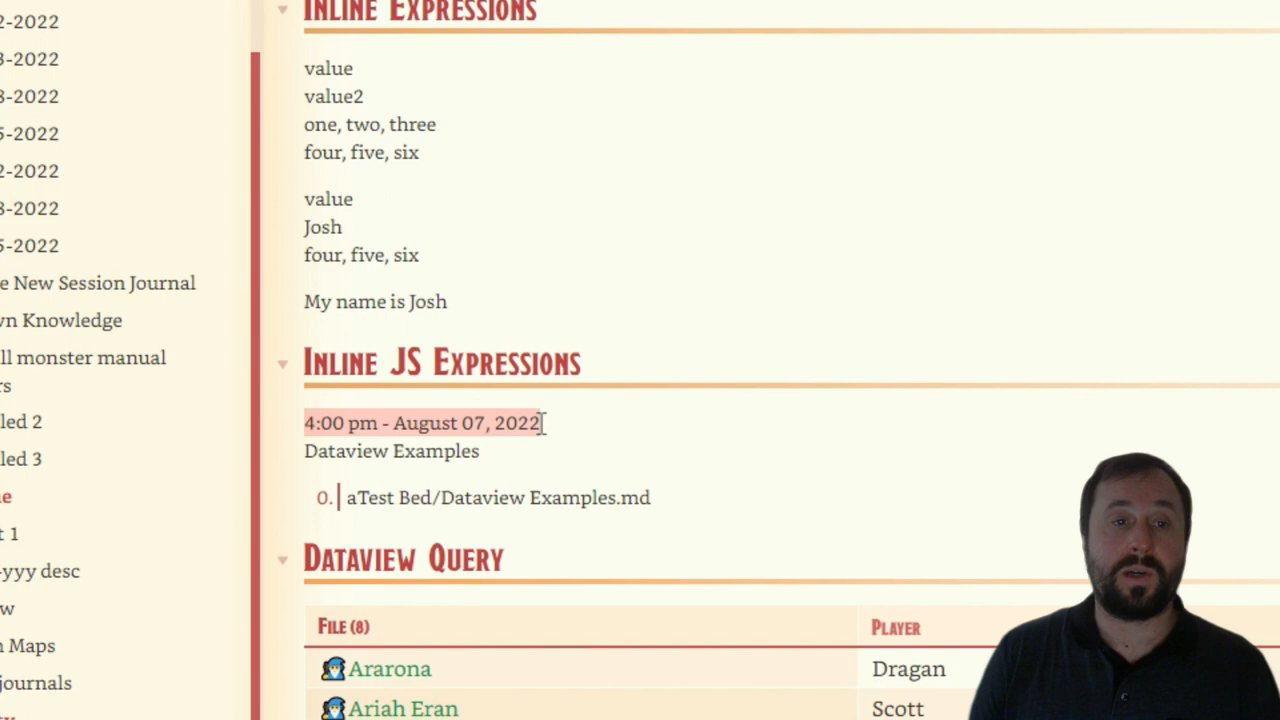 2-2022
3-2022
8-2022
5-2022
2-2022
8-2022
5-2022
e New Session Journal
vn Knowledge
ll monster manual
rs
led 2
led 3
e
t 1
-yyy desc
w
n Maps
journals
Inline Expressions
value
value2
one, two, three
four, five, six
value
Josh
four, five, six
My name is Josh
Inline JS Expressions
4:00 pm - August 07, 2022
Dataview Examples
0. aTest Bed/Dataview Examples.md
Dataview Query
File (8) Player
Ararona Dragan
Ariah Eran Scott